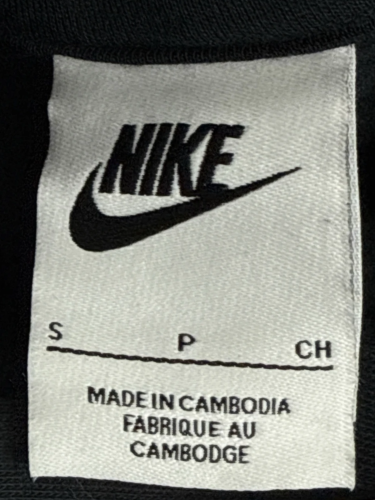 NIKE
S P CH
MADE IN CAMBODIA
FABRIQUE AU
CAMBODGE